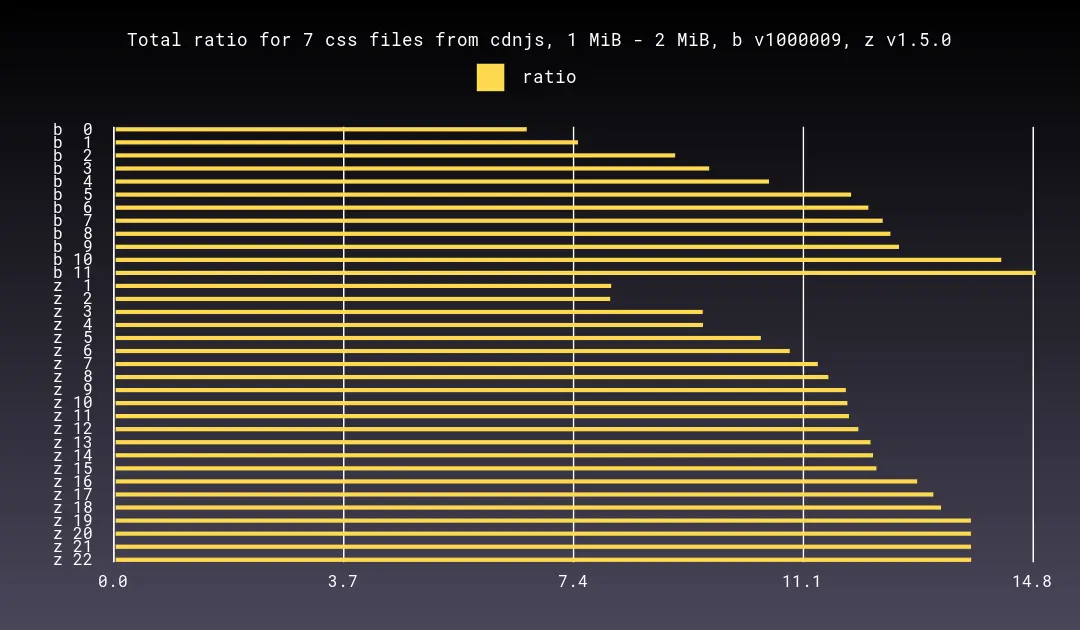 Total ratio for 7 css files from cdnjs, 1 MiB - 2 MiB, b v1000009, z v1.5.0
ratio
b 0
b 1
b 2
b 3
b 4
b 5
b 6
b 7
b 8
b 9
b 10
b 11
z 1
z 2
z 3
z 4
z 5
z 6
z 7
z 8
z 9
z 10
z 11
z 12
z 13
z 14
z 15
z 16
z 17
z 18
z 19
z 20
z 21
z 22
0.0 3.7 7.4 11.1 14.8